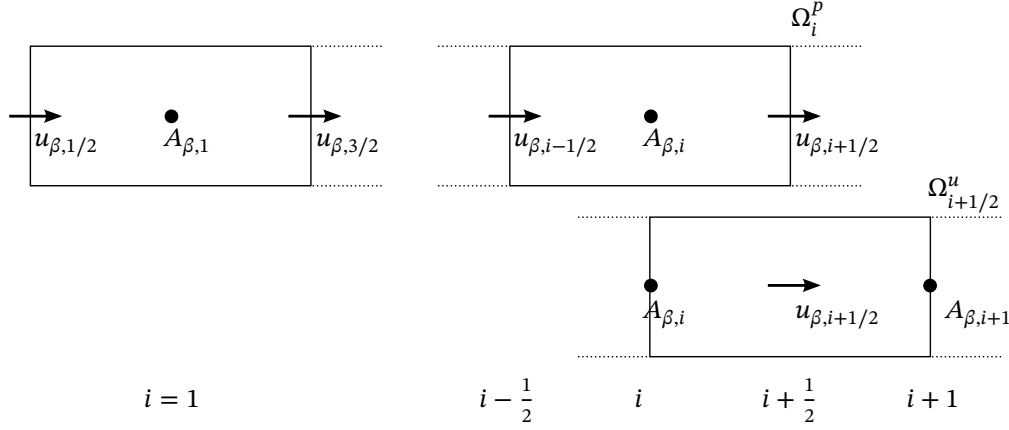 Ω_i^p
u_{β,1/2} A_{β,1} u_{β,3/2} u_{β,i−1/2} A_{β,i} u_{β,i+1/2}
Ω_{i+1/2}^u
A_{β,i} u_{β,i+1/2} A_{β,i+1}
i = 1 i − 1/2 i i + 1/2 i + 1